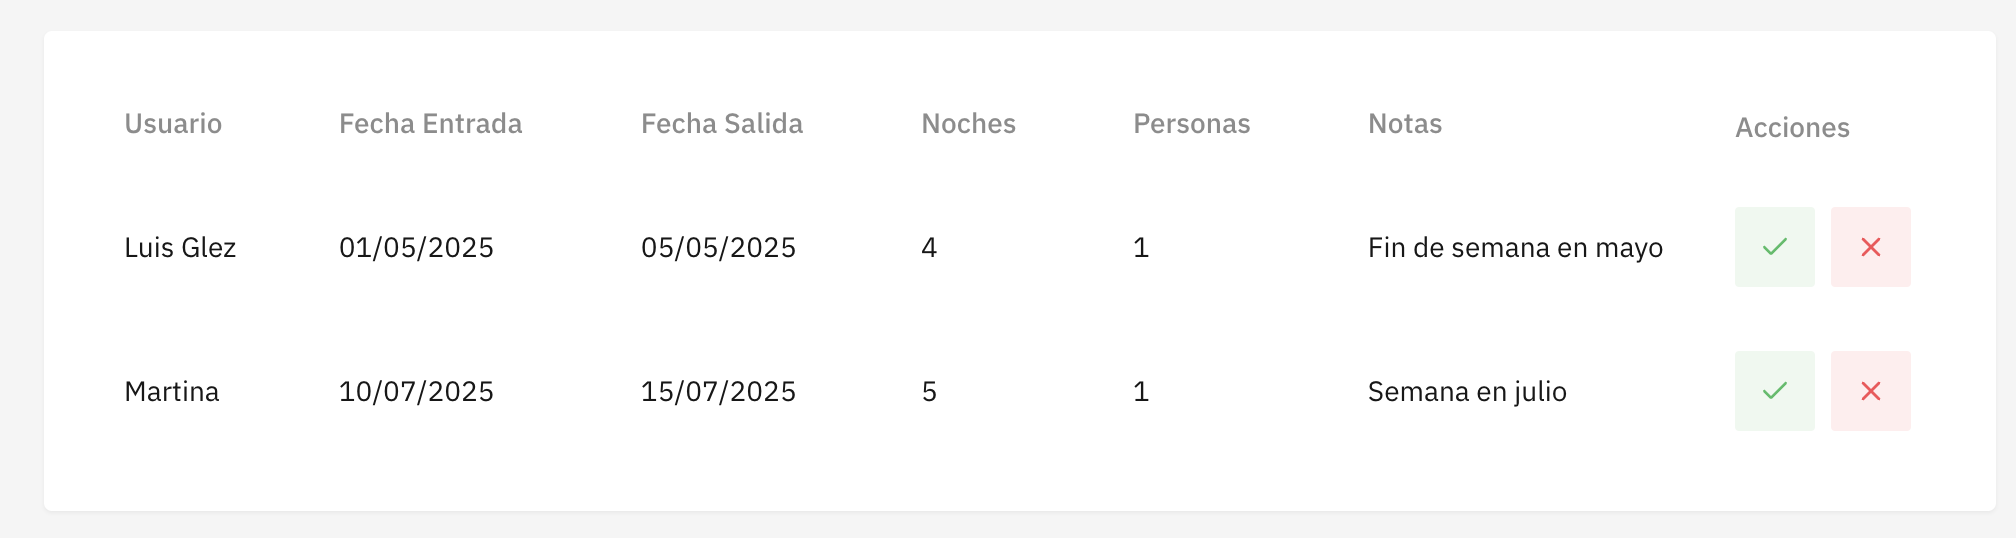 Usuario Fecha Entrada Fecha Salida Noches Personas Notas Acciones
Luis Glez 01/05/2025 05/05/2025 4 1 Fin de semana en mayo
Martina 10/07/2025 15/07/2025 5 1 Semana en julio